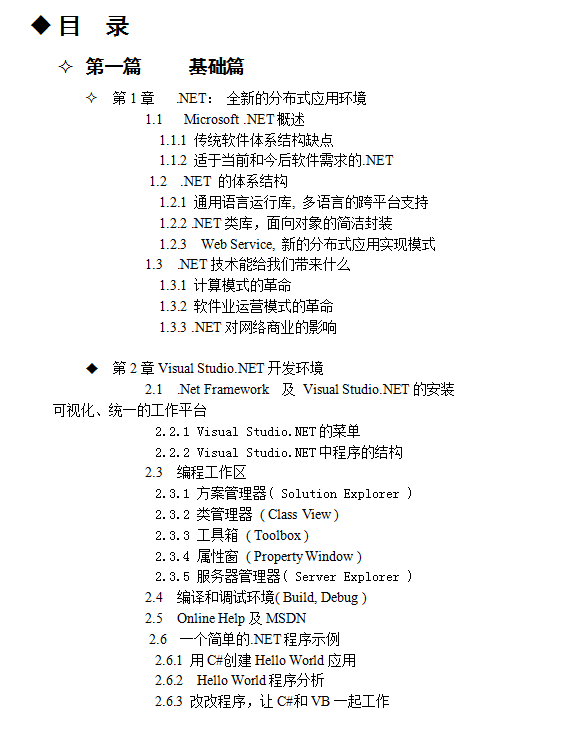 ◆ 目 录
✧ 第一篇 基础篇
✧ 第 1 章 .NET: 全新的分布式应用环境
1.1 Microsoft .NET 概述
1.1.1 传统软件体系结构缺点
1.1.2 适于当前和今后软件需求的.NET
1.2 .NET 的体系结构
1.2.1 通用语言运行库, 多语言的跨平台支持
1.2.2 .NET 类库，面向对象的简洁封装
1.2.3 Web Service, 新的分布式应用实现模式
1.3 .NET 技术能给我们带来什么
1.3.1 计算模式的革命
1.3.2 软件业运营模式的革命
1.3.3 .NET 对网络商业的影响
◆ 第 2 章 Visual Studio.NET 开发环境
2.1 .Net Framework 及 Visual Studio.NET 的安装
可视化、统一的工作平台
2.2.1 Visual Studio.NET的菜单
2.2.2 Visual Studio.NET中程序的结构
2.3 编程工作区
2.3.1 方案管理器( Solution Explorer )
2.3.2 类管理器 ( Class View )
2.3.3 工具箱 ( Toolbox )
2.3.4 属性窗 ( Property Window )
2.3.5 服务器管理器( Server Explorer )
2.4 编译和调试环境( Build, Debug )
2.5 Online Help 及 MSDN
2.6 一个简单的.NET程序示例
2.6.1 用C#创建 Hello World 应用
2.6.2 Hello World程序分析
2.6.3 改改程序，让 C#和 VB 一起工作